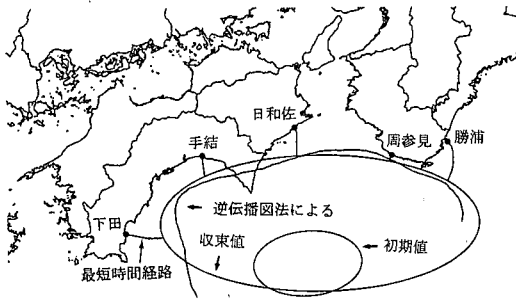 日和佐
手結
周参見
勝浦
下田
逆伝播図法による
収束値
初期値
最短時間経路